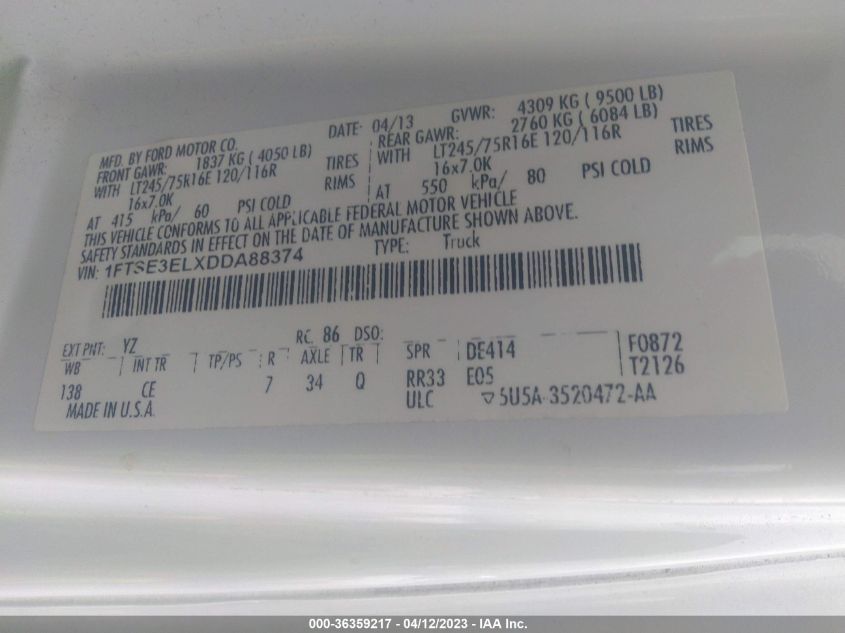 MFD. BY FORD MOTOR CO. DATE: 04/13 GVWR: 4309 KG ( 9500 LB)
FRONT GAWR: 1837 KG ( 4050 LB) REAR GAWR: 2760 KG ( 6084 LB)
WITH LT245/75R16E 120/116R TIRES WITH LT245/75R16E 120/116R TIRES
16x7.0K RIMS 16x7.0K RIMS
AT 415 kPa/ 60 PSI COLD AT 550 kPa/ 80 PSI COLD
THIS VEHICLE CONFORMS TO ALL APPLICABLE FEDERAL MOTOR VEHICLE
SAFETY STANDARDS IN EFFECT ON THE DATE OF MANUFACTURE SHOWN ABOVE.
VIN: 1FTSE3ELXDDA88374 TYPE: Truck
EXT PNT: YZ RC: 86 DSO:
WB INT TR TP/PS R AXLE TR SPR DE414 F0872
138 CE 7 34 Q RR33 E05 T2126
MADE IN U.S.A. ULC ▽5U5A-3520472-AA
000-36359217 - 04/12/2023 - IAA Inc.